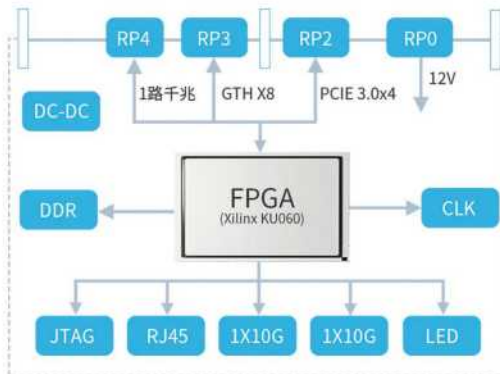 RP4
RP3
RP2
RP0
1路千兆
GTH X8
PCIE 3.0x4
12V
DC-DC
FPGA
(Xilinx KU060)
DDR
CLK
JTAG
RJ45
1X10G
1X10G
LED